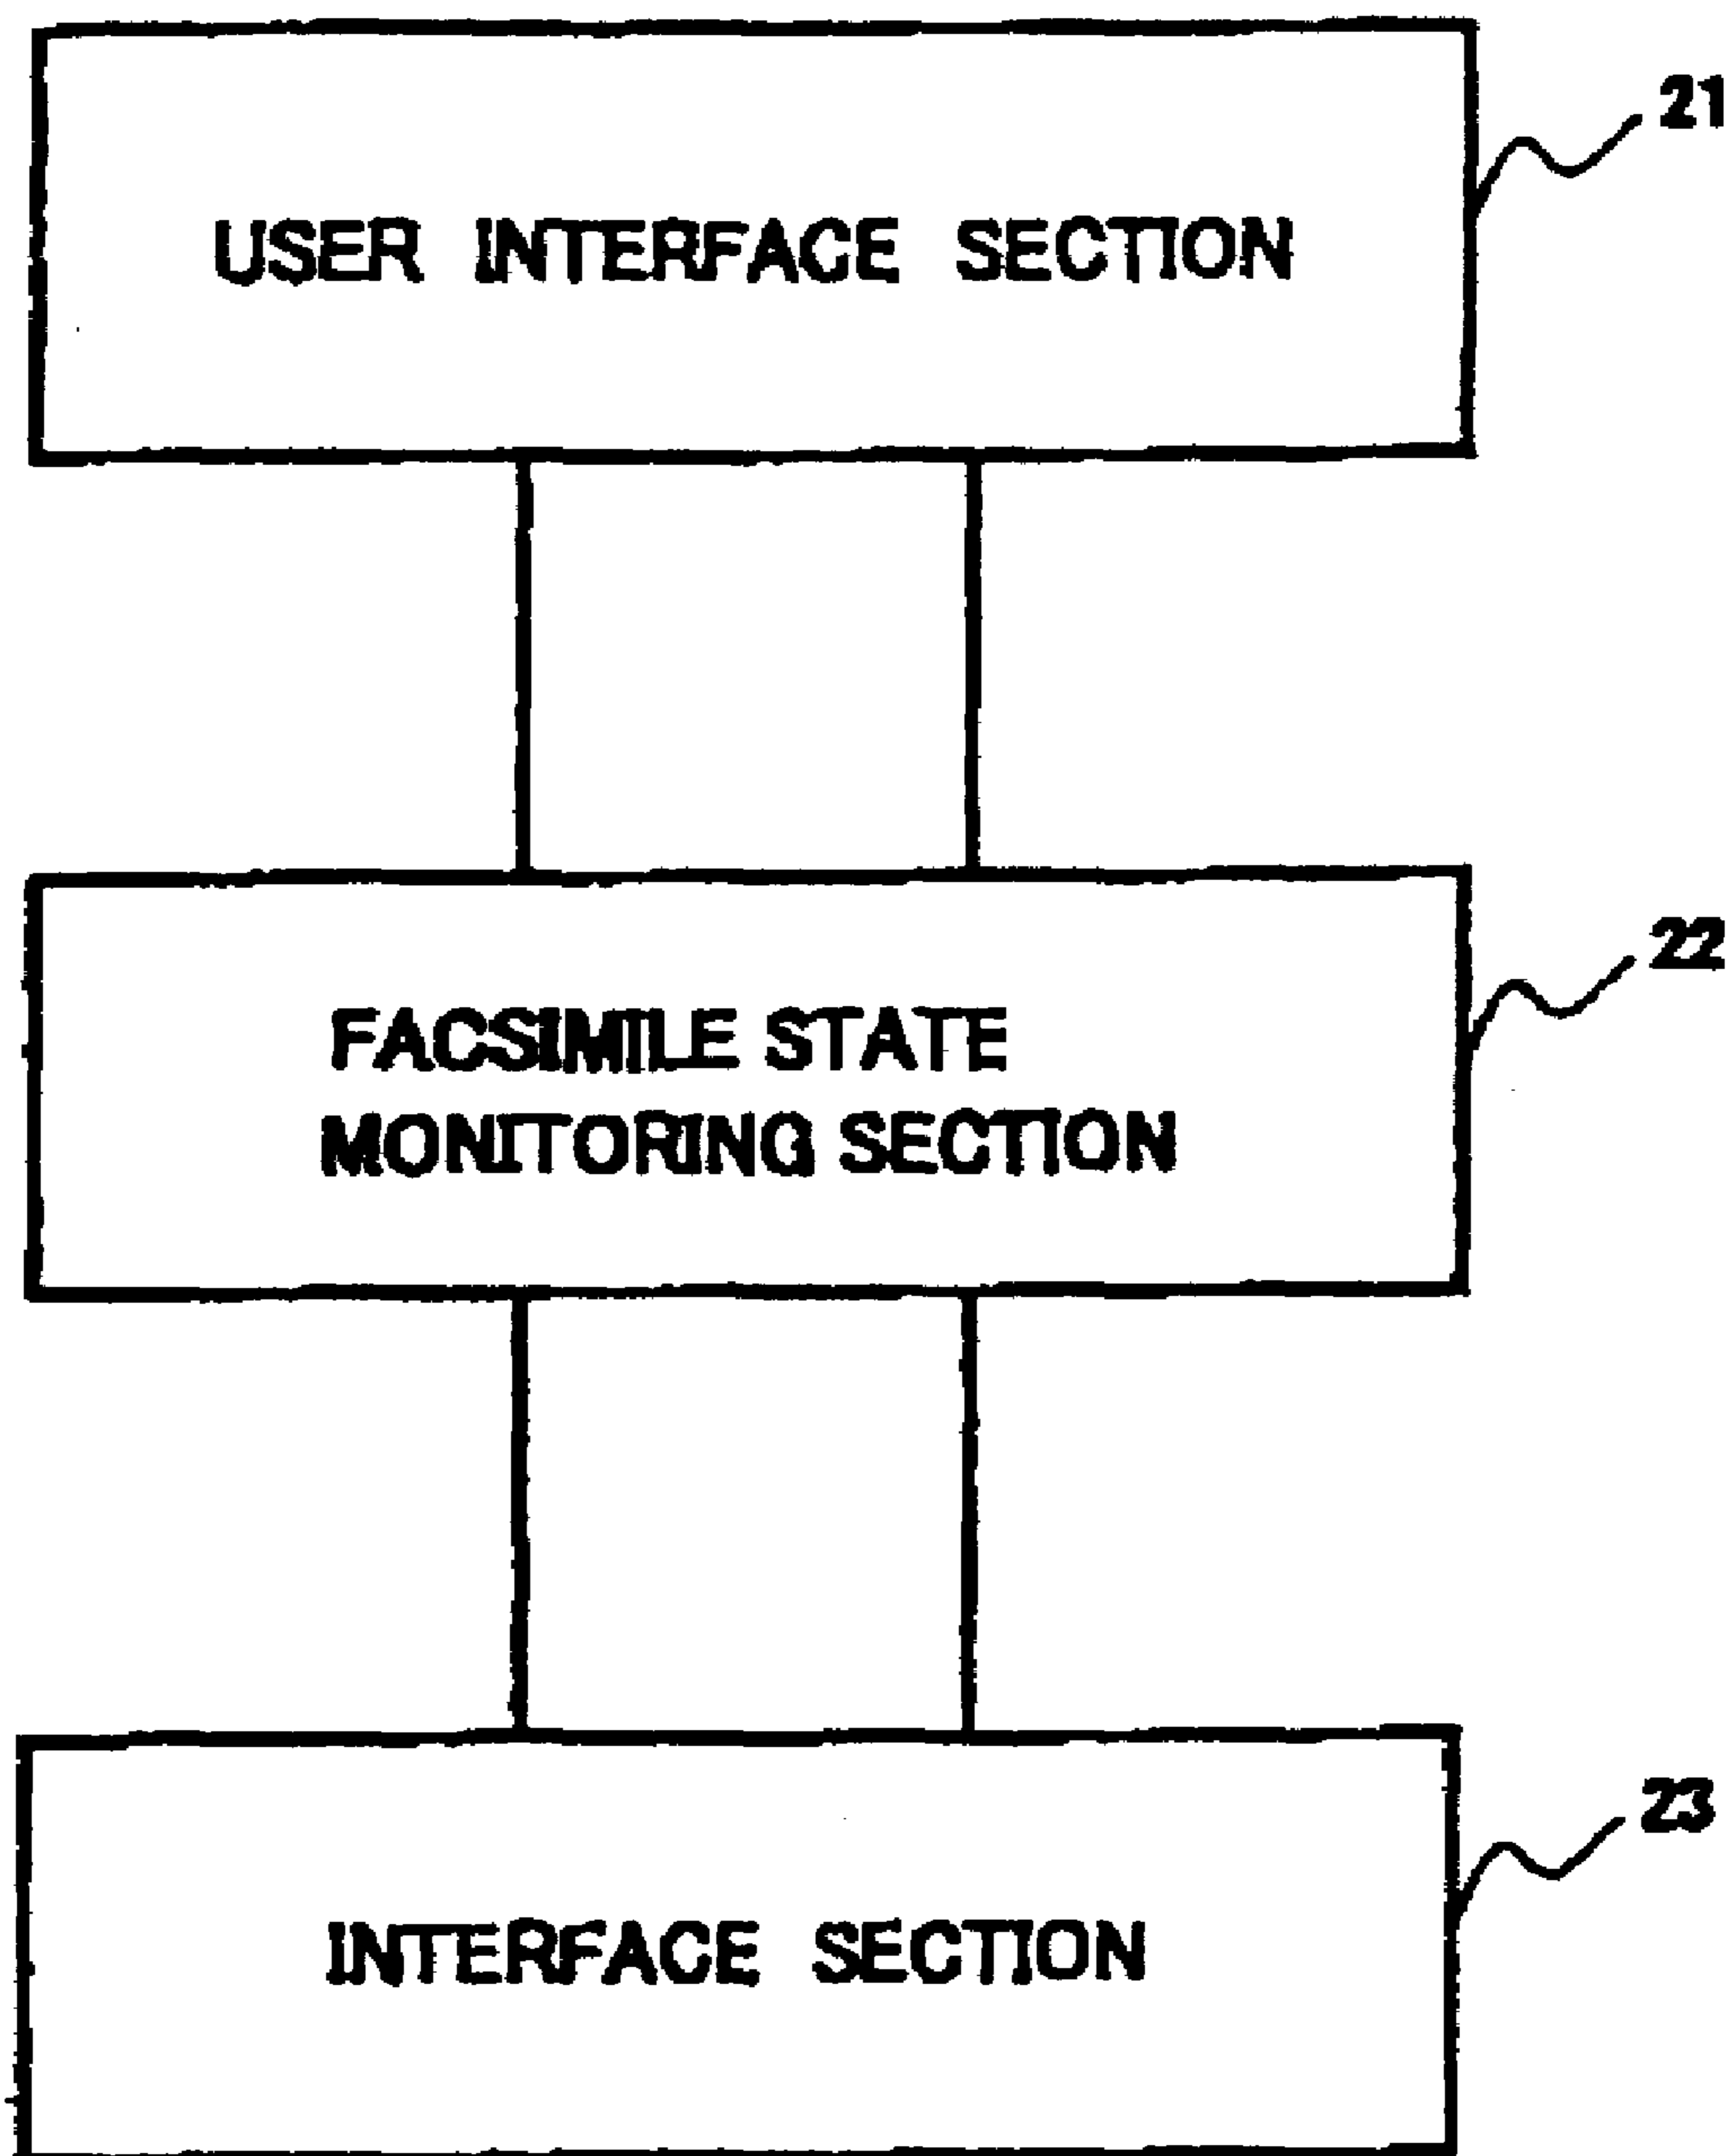 21
USER INTERFACE SECTION
22
FACSIMILE STATE
MONITORING SECTION
23
INTERFACE SECTION